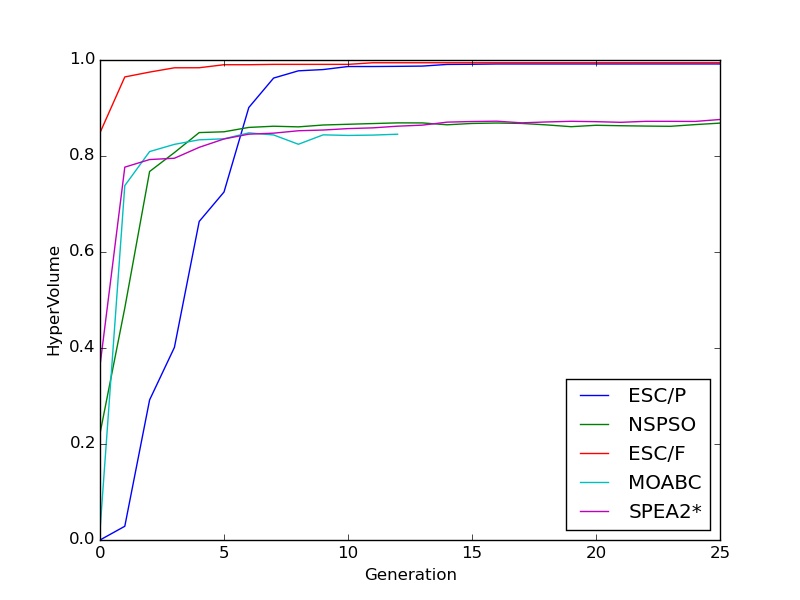 1.0
0.8
0.6
0.4
0.2
0.0
HyperVolume
0
5
10
15
20
25
Generation
ESC/P
NSPSO
ESC/F
MOABC
SPEA2*